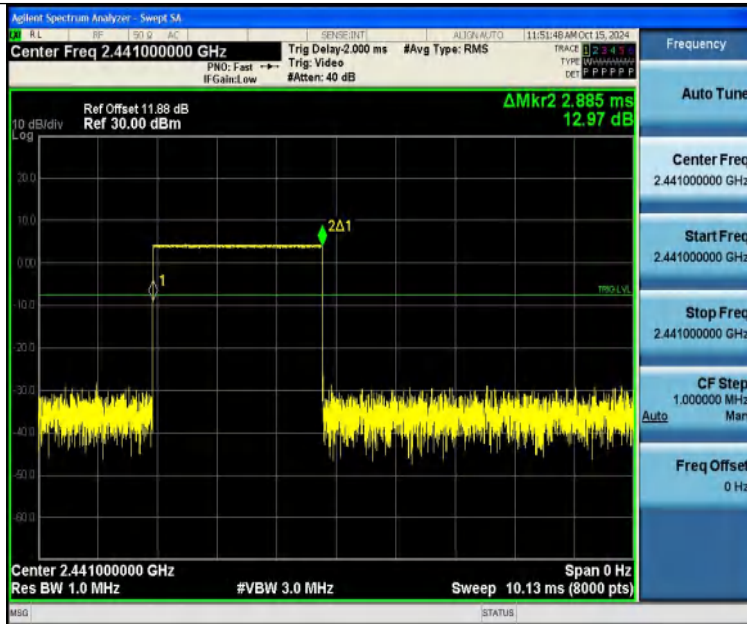 Agilent Spectrum Analyzer - Swept SA
RL RF 50 Ω AC SENSE:INT ALIGN AUTO 11:51:48 AM Oct 15, 2024
Center Freq 2.441000000 GHz
PNO: Fast
IFGain:Low
Trig Delay-2.000 ms
Trig: Video
#Atten: 40 dB
#Avg Type: RMS
TRACE 1 2 3 4 5 6
TYPE
DET P P P P P P
Ref Offset 11.88 dB
10 dB/div Ref 30.00 dBm
Log
ΔMkr2 2.885 ms
12.97 dB
20.0
10.0
0.00
-10.0
-20.0
-30.0
-40.0
-50.0
-60.0
2Δ1
1
TRIG LVL
Center 2.441000000 GHz
Span 0 Hz
Res BW 1.0 MHz
#VBW 3.0 MHz
Sweep 10.13 ms (8000 pts)
MSG
STATUS
Frequency
Auto Tune
Center Freq
2.441000000 GHz
Start Freq
2.441000000 GHz
Stop Freq
2.441000000 GHz
CF Step
1.000000 MHz
Auto Man
Freq Offset
0 Hz